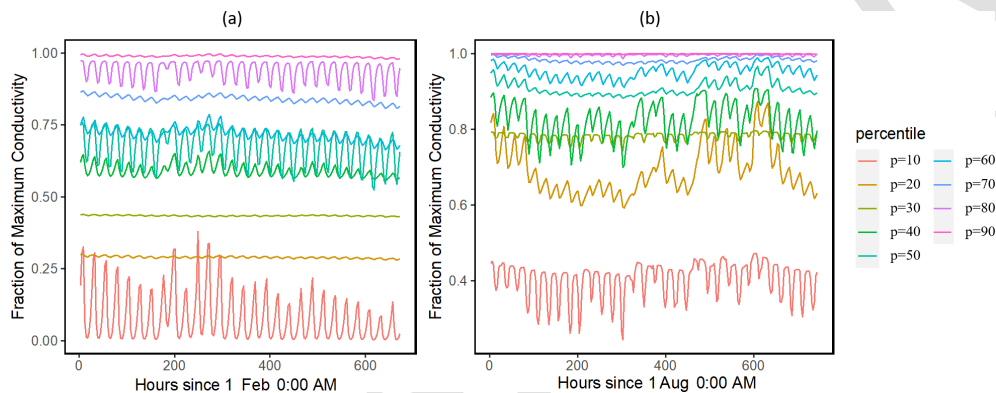 (a)
Fraction of Maximum Conductivity
1.00
0.75
0.50
0.25
0.00
0 200 400 600
Hours since 1 Feb 0:00 AM
(b)
Fraction of Maximum Conductivity
1.0
0.8
0.6
0.4
0 200 400 600
Hours since 1 Aug 0:00 AM
percentile
p=10 p=60
p=20 p=70
p=30 p=80
p=40 p=90
p=50